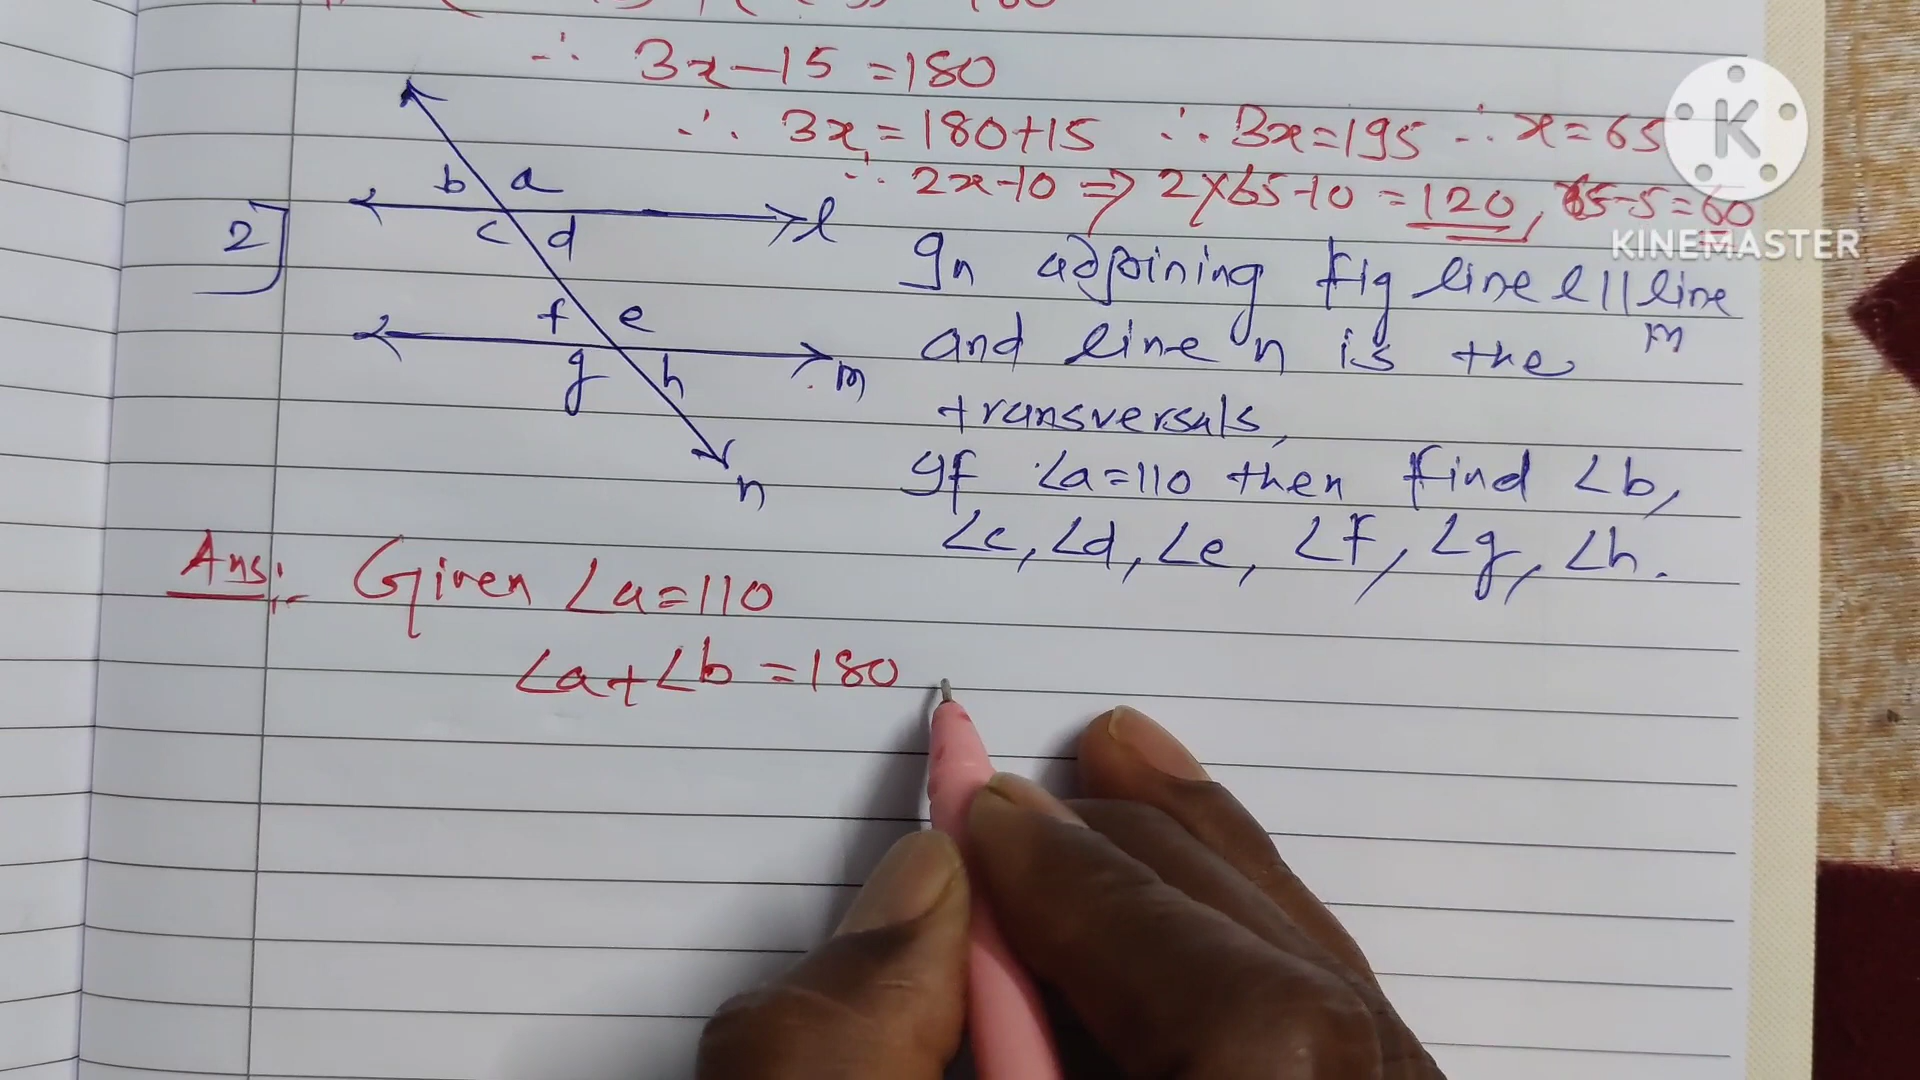 ∴ 3x-15 = 180
∴ 3x = 180+15 ∴ 3x=195 ∴ x=65
∴ 2x-10 ⇒ 2×65-10 = 120, 65-5=60
K
KINEMASTER
2]
b a
c d
l
f e
g h
m
n
In adjoining fig line l || line m
and line n is the
transversals,
If ∠a=110 then find ∠b,
∠c, ∠d, ∠e, ∠f, ∠g, ∠h.
Ans:- Given ∠a=110
∠a+∠b =180